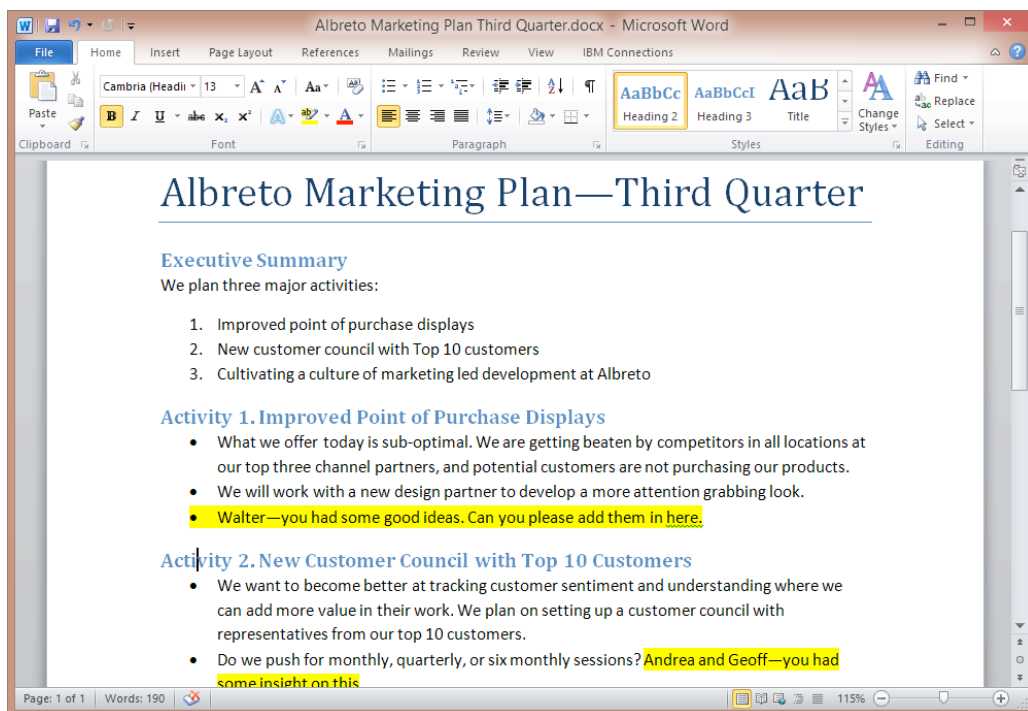 Albreto Marketing Plan Third Quarter.docx - Microsoft Word
File Home Insert Page Layout References Mailings Review View IBM Connections
Cambria (Headii 13 A A Aa
Paste
B I U abc X₂ X² A ab A
AaBbCc AaBbCcI AaB
Heading 2 Heading 3 Title
Change Styles
Find
Replace
Select
Clipboard Font Paragraph Styles Editing
Albreto Marketing Plan—Third Quarter
Executive Summary
We plan three major activities:
1. Improved point of purchase displays
2. New customer council with Top 10 customers
3. Cultivating a culture of marketing led development at Albreto
Activity 1. Improved Point of Purchase Displays
• What we offer today is sub-optimal. We are getting beaten by competitors in all locations at
our top three channel partners, and potential customers are not purchasing our products.
• We will work with a new design partner to develop a more attention grabbing look.
• Walter—you had some good ideas. Can you please add them in here.
Activity 2. New Customer Council with Top 10 Customers
• We want to become better at tracking customer sentiment and understanding where we
can add more value in their work. We plan on setting up a customer council with
representatives from our top 10 customers.
• Do we push for monthly, quarterly, or six monthly sessions? Andrea and Geoff—you had
some insight on this
Page: 1 of 1 Words: 190 115%